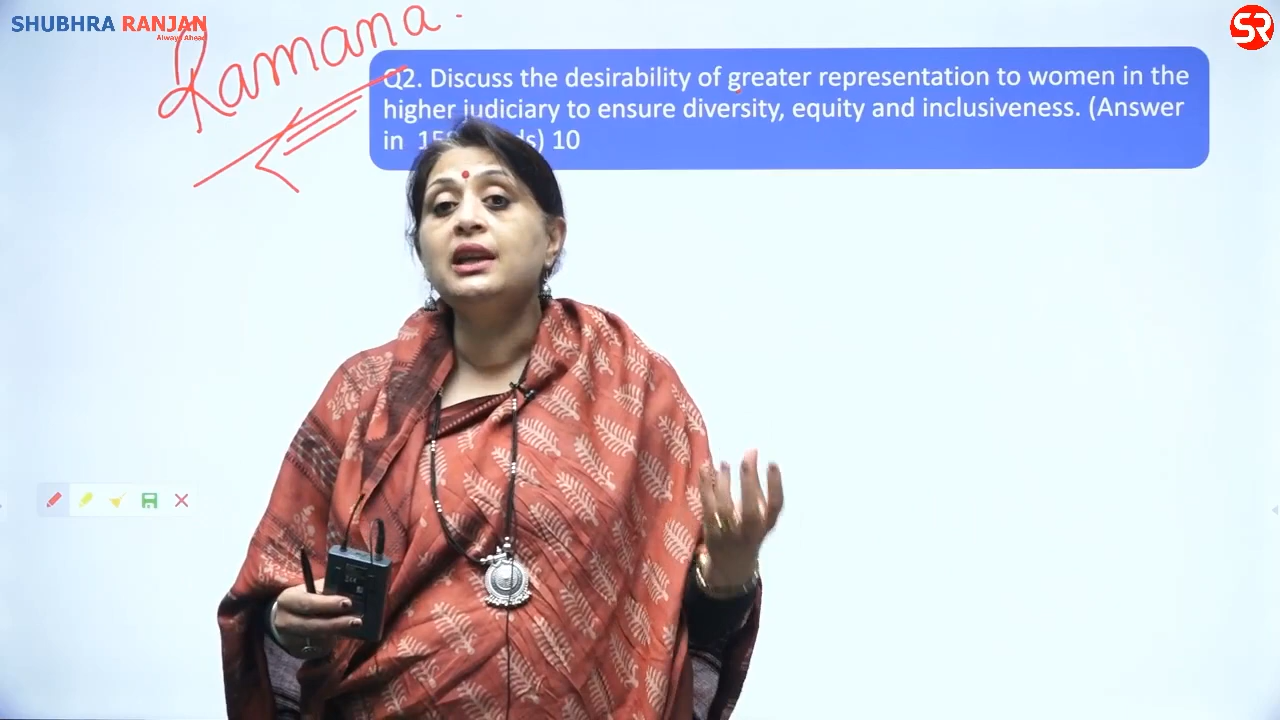 SHUBHRA RANJAN
Always Ahead
SR
Ramana
Q2. Discuss the desirability of greater representation to women in the
higher judiciary to ensure diversity, equity and inclusiveness. (Answer
in 10